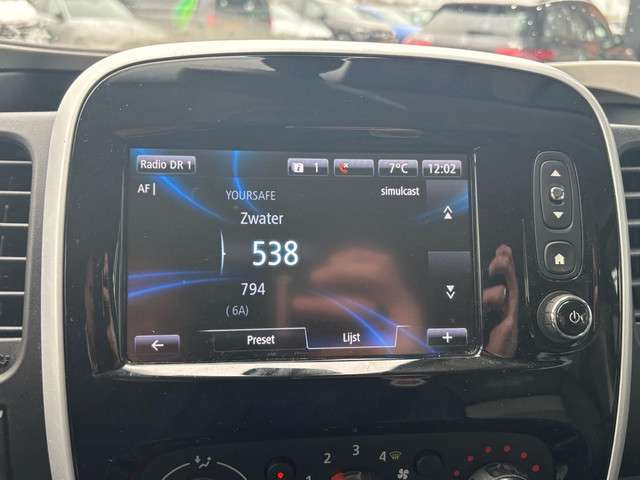 Radio DR 1
1
7°C
12:02
AF
YOURSAFE
simulcast
Zwater
538
794
( 6A)
Preset
Lijst
+
1 2 3 4